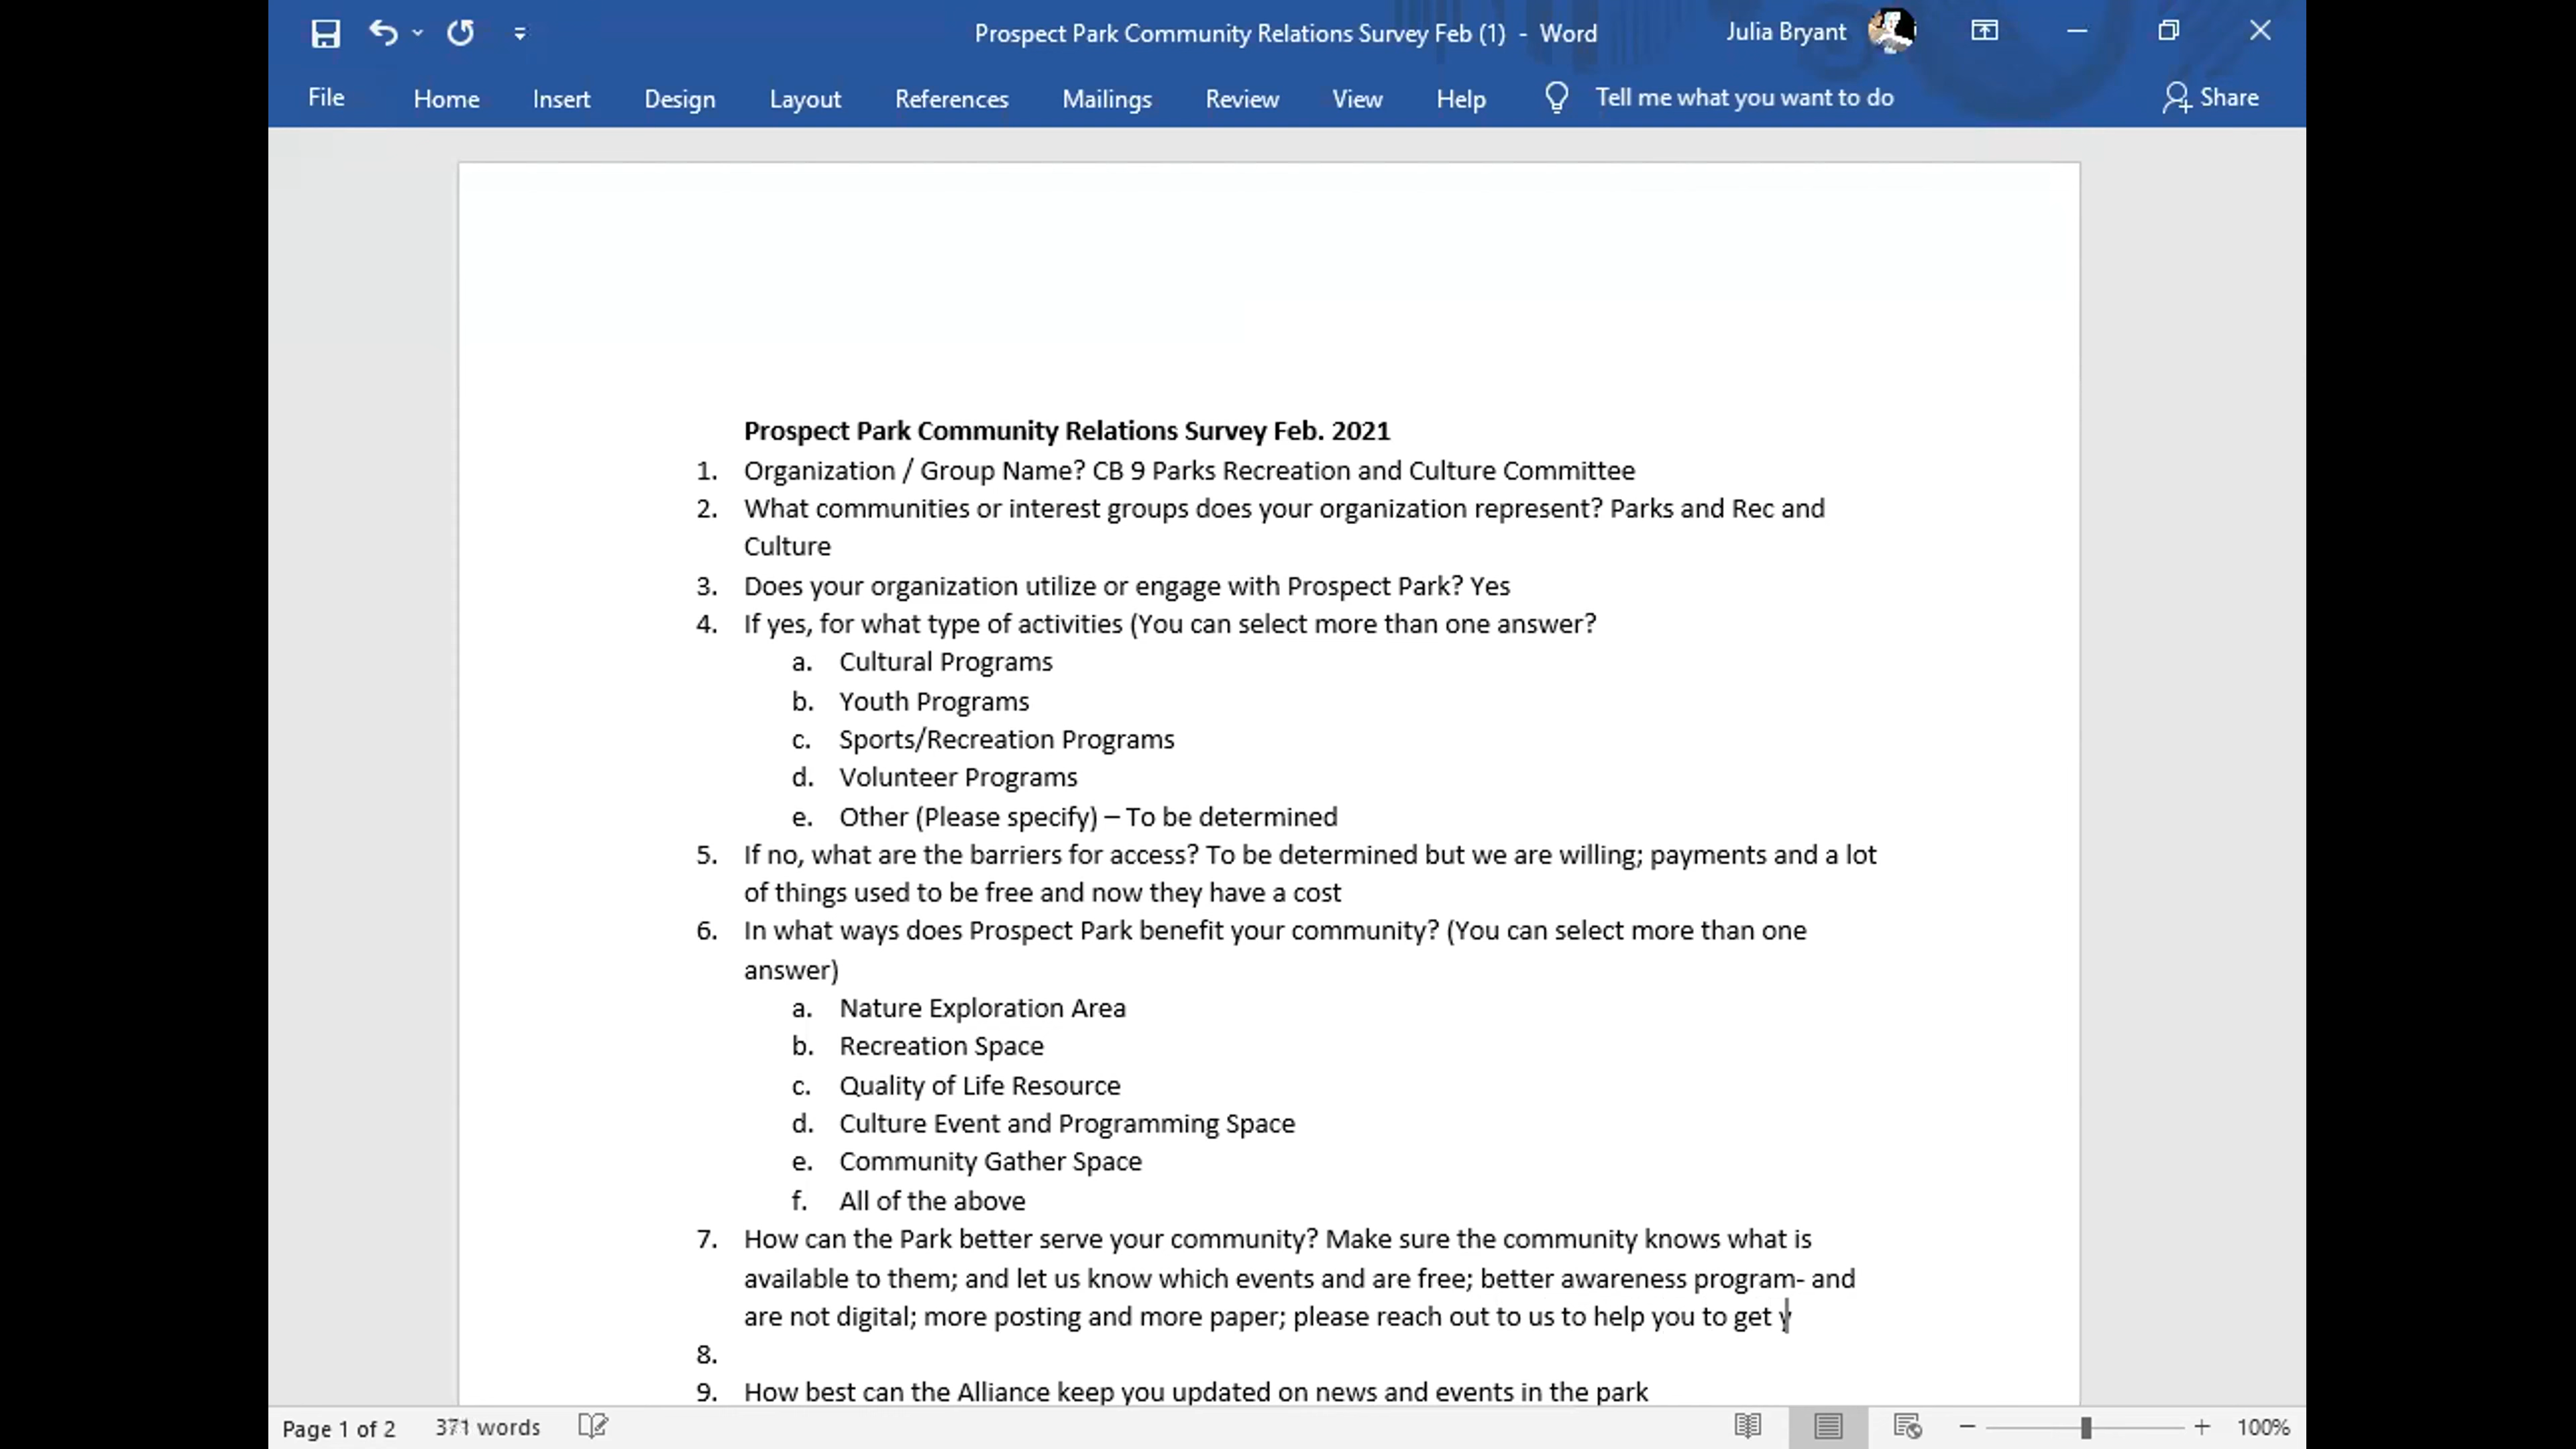 Prospect Park Community Relations Survey Feb (1) - Word
Julia Bryant
File Home Insert Design Layout References Mailings Review View Help Tell me what you want to do Share
Prospect Park Community Relations Survey Feb. 2021
1. Organization / Group Name? CB 9 Parks Recreation and Culture Committee
2. What communities or interest groups does your organization represent? Parks and Rec and
Culture
3. Does your organization utilize or engage with Prospect Park? Yes
4. If yes, for what type of activities (You can select more than one answer?
a. Cultural Programs
b. Youth Programs
c. Sports/Recreation Programs
d. Volunteer Programs
e. Other (Please specify) – To be determined
5. If no, what are the barriers for access? To be determined but we are willing; payments and a lot
of things used to be free and now they have a cost
6. In what ways does Prospect Park benefit your community? (You can select more than one
answer)
a. Nature Exploration Area
b. Recreation Space
c. Quality of Life Resource
d. Culture Event and Programming Space
e. Community Gather Space
f. All of the above
7. How can the Park better serve your community? Make sure the community knows what is
available to them; and let us know which events and are free; better awareness program- and
are not digital; more posting and more paper; please reach out to us to help you to get y
8.
9. How best can the Alliance keep you updated on news and events in the park
Page 1 of 2 371 words 100%